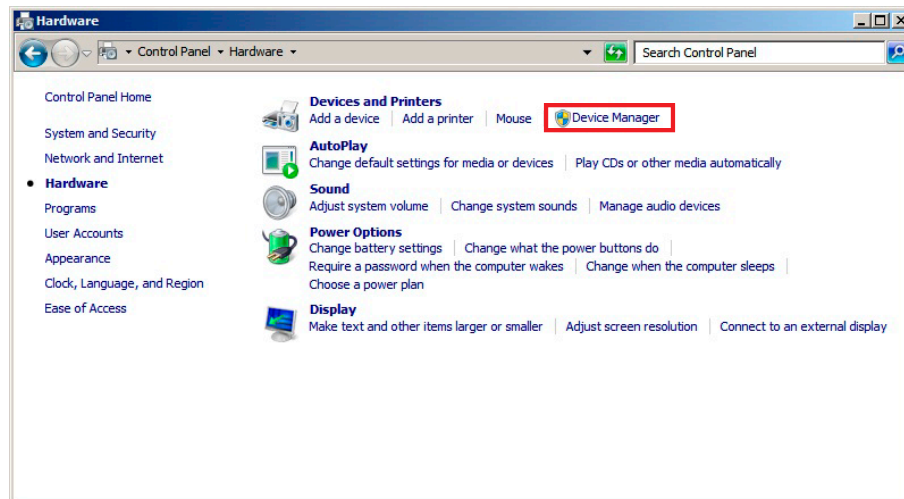 Hardware
Control Panel Hardware
Search Control Panel
Control Panel Home
System and Security
Network and Internet
Hardware
Programs
User Accounts
Appearance
Clock, Language, and Region
Ease of Access
Devices and Printers
Add a device Add a printer Mouse Device Manager
AutoPlay
Change default settings for media or devices Play CDs or other media automatically
Sound
Adjust system volume Change system sounds Manage audio devices
Power Options
Change battery settings Change what the power buttons do
Require a password when the computer wakes Change when the computer sleeps
Choose a power plan
Display
Make text and other items larger or smaller Adjust screen resolution Connect to an external display